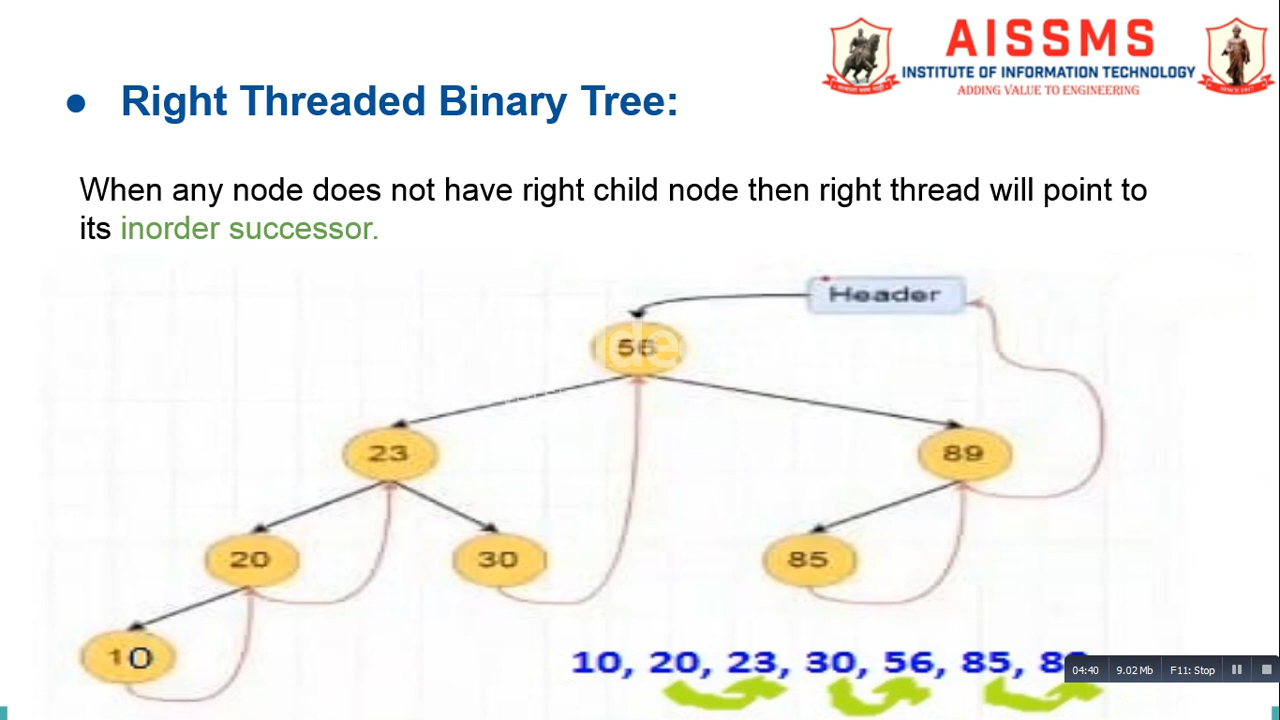 AISSMS
INSTITUTE OF INFORMATION TECHNOLOGY
ADDING VALUE TO ENGINEERING
● Right Threaded Binary Tree:
When any node does not have right child node then right thread will point to
its inorder successor.
Header
56
23
89
20
30
85
10
10, 20, 23, 30, 56, 85,
04:40 9.02 Mb F11: Stop